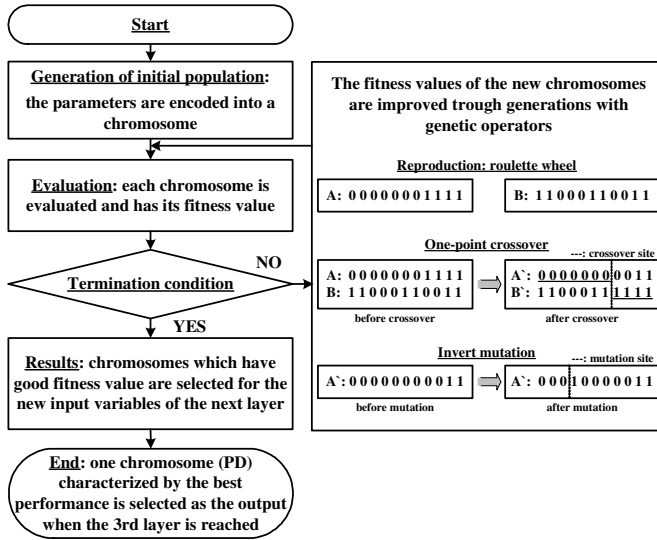 Start
Generation of initial population:
the parameters are encoded into a
chromosome
Evaluation: each chromosome is
evaluated and has its fitness value
Termination condition
NO
YES
Results: chromosomes which have
good fitness value are selected for the
new input variables of the next layer
End: one chromosome (PD)
characterized by the best
performance is selected as the output
when the 3rd layer is reached
The fitness values of the new chromosomes
are improved trough generations with
genetic operators
Reproduction: roulette wheel
A: 0 0 0 0 0 0 0 1 1 1 1
B: 1 1 0 0 0 1 1 0 0 1 1
One-point crossover
---: crossover site
A: 0 0 0 0 0 0 0 1 1 1 1
B: 1 1 0 0 0 1 1 0 0 1 1
before crossover
A`: 0 0 0 0 0 0 0 0 0 1 1
B`: 1 1 0 0 0 1 1 1 1 1 1
after crossover
Invert mutation
---: mutation site
A`: 0 0 0 0 0 0 0 0 0 1 1
before mutation
A`: 0 0 0 1 0 0 0 0 0 1 1
after mutation